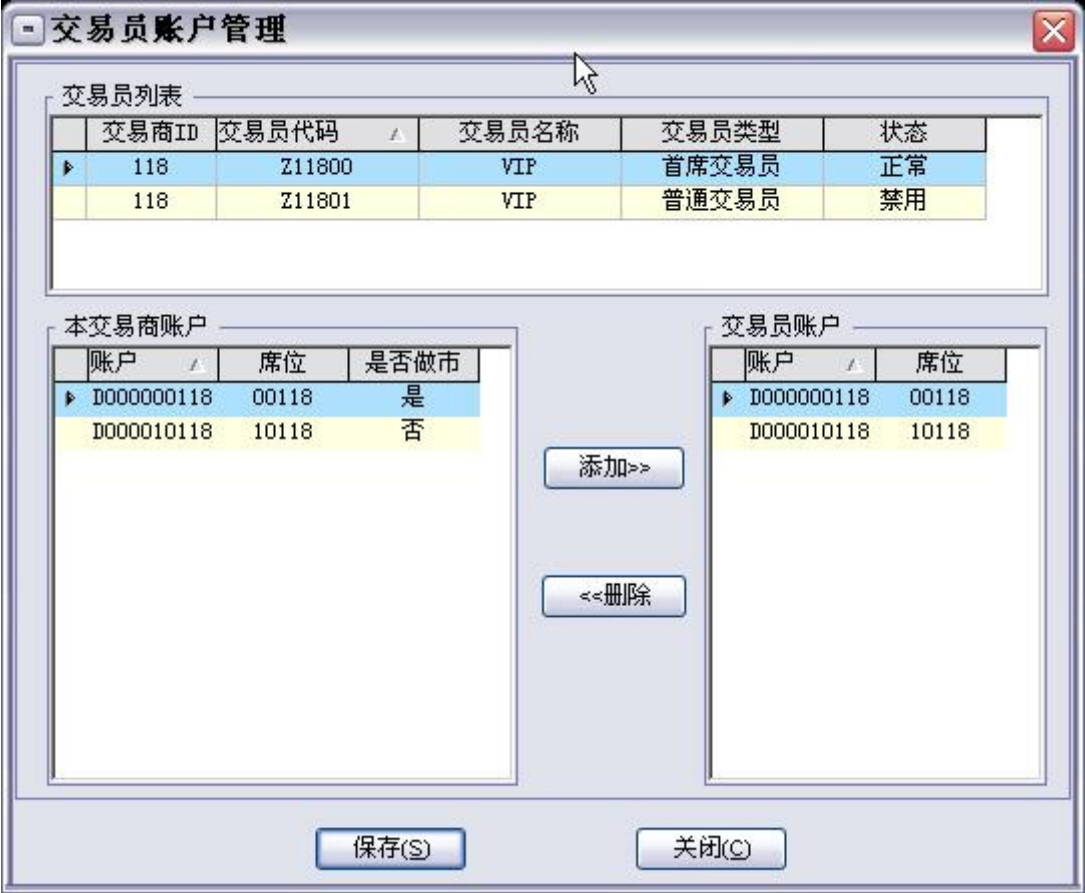 交易员账户管理
交易员列表
交易商ID 交易员代码 交易员名称 交易员类型 状态
118 Z11800 VIP 首席交易员 正常
118 Z11801 VIP 普通交易员 禁用
本交易商账户
账户 席位 是否做市
D000000118 00118 是
D000010118 10118 否
添加>>
<<删除
交易员账户
账户 席位
D000000118 00118
D000010118 10118
保存(S)
关闭(C)